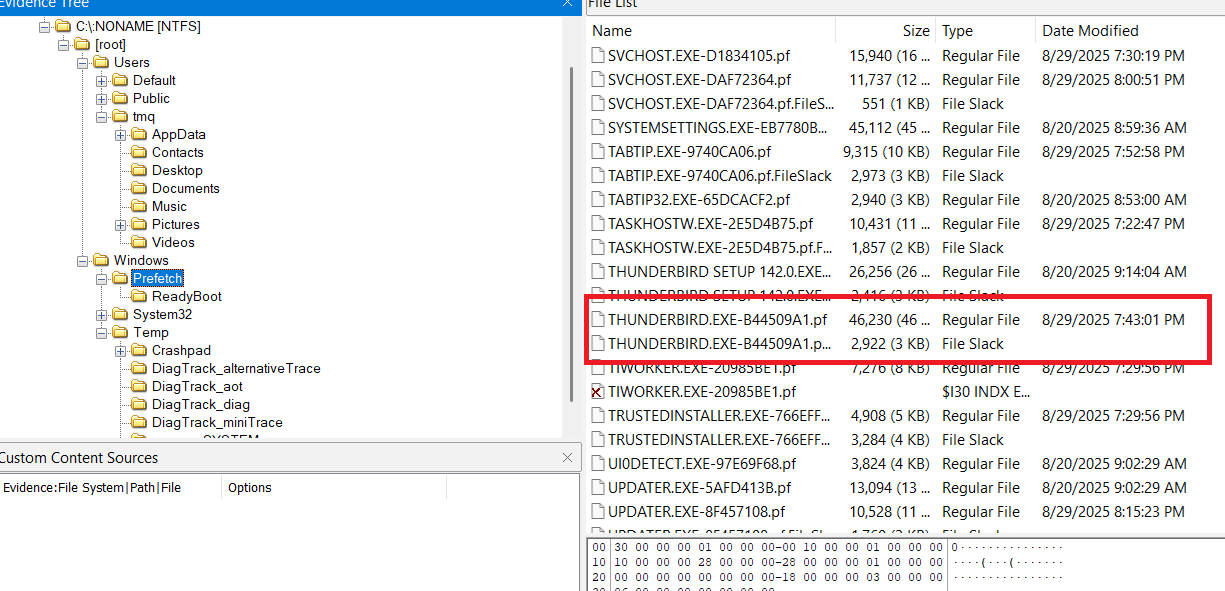 Evidence Tree
C:\:NONAME [NTFS]
[root]
Users
Default
Public
tmq
AppData
Contacts
Desktop
Documents
Music
Pictures
Videos
Windows
Prefetch
ReadyBoot
System32
Temp
Crashpad
DiagTrack_alternativeTrace
DiagTrack_aot
DiagTrack_diag
DiagTrack_miniTrace
Custom Content Sources
Evidence:File System|Path|File Options
File List
Name Size Type Date Modified
SVCHOST.EXE-D1834105.pf 15,940 (16 ... Regular File 8/29/2025 7:30:19 PM
SVCHOST.EXE-DAF72364.pf 11,737 (12 ... Regular File 8/29/2025 8:00:51 PM
SVCHOST.EXE-DAF72364.pf.FileS... 551 (1 KB) File Slack
SYSTEMSETTINGS.EXE-EB7780B... 45,112 (45 ... Regular File 8/20/2025 8:59:36 AM
TABTIP.EXE-9740CA06.pf 9,315 (10 KB) Regular File 8/29/2025 7:52:58 PM
TABTIP.EXE-9740CA06.pf.FileSlack 2,973 (3 KB) File Slack
TABTIP32.EXE-65DCACF2.pf 2,940 (3 KB) Regular File 8/20/2025 8:53:00 AM
TASKHOSTW.EXE-2E5D4B75.pf 10,431 (11 ... Regular File 8/29/2025 7:22:47 PM
TASKHOSTW.EXE-2E5D4B75.pf.F... 1,857 (2 KB) File Slack
THUNDERBIRD SETUP 142.0.EXE... 26,256 (26 ... Regular File 8/20/2025 9:14:04 AM
THUNDERBIRD SETUP 142.0.EXE... 2,416 (3 KB) File Slack
THUNDERBIRD.EXE-B44509A1.pf 46,230 (46 ... Regular File 8/29/2025 7:43:01 PM
THUNDERBIRD.EXE-B44509A1.p... 2,922 (3 KB) File Slack
TIWORKER.EXE-20985BE1.pf 7,276 (8 KB) Regular File 8/29/2025 7:29:56 PM
TIWORKER.EXE-20985BE1.pf $I30 INDX E...
TRUSTEDINSTALLER.EXE-766EFF... 4,908 (5 KB) Regular File 8/29/2025 7:29:56 PM
TRUSTEDINSTALLER.EXE-766EFF... 3,284 (4 KB) File Slack
UI0DETECT.EXE-97E69F68.pf 3,824 (4 KB) Regular File 8/20/2025 9:02:29 AM
UPDATER.EXE-5AFD413B.pf 13,094 (13 ... Regular File 8/20/2025 9:02:29 AM
UPDATER.EXE-8F457108.pf 10,528 (11 ... Regular File 8/29/2025 8:15:23 PM
00 30 00 00 00 01 00 00 00-00 10 00 00 01 00 00 00 0···············
10 10 00 00 00 28 00 00 00-28 00 00 00 01 00 00 00 ····(···(·······
20 00 00 00 00 00 00 00 00-18 00 00 00 03 00 00 00 ················